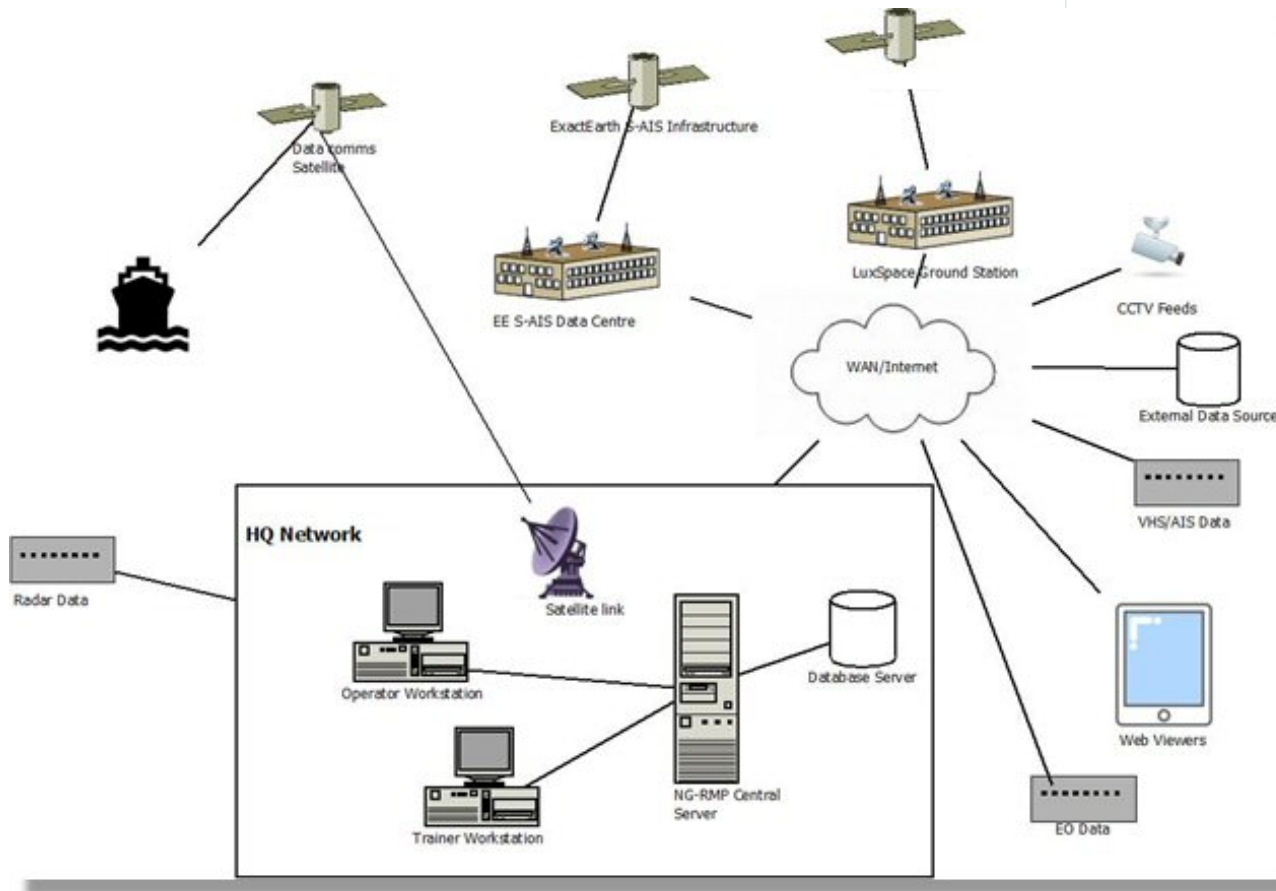 ExactEarth S-AIS Infrastructure
Data comms
Satellite
LuxSpace Ground Station
EE S-AIS Data Centre
CCTV Feeds
WAN/Internet
External Data Source
VHS/AIS Data
HQ Network
Radar Data
Satellite link
Operator Workstation
Database Server
Web Viewers
NG-RMP Central
Server
Trainer Workstation
EO Data